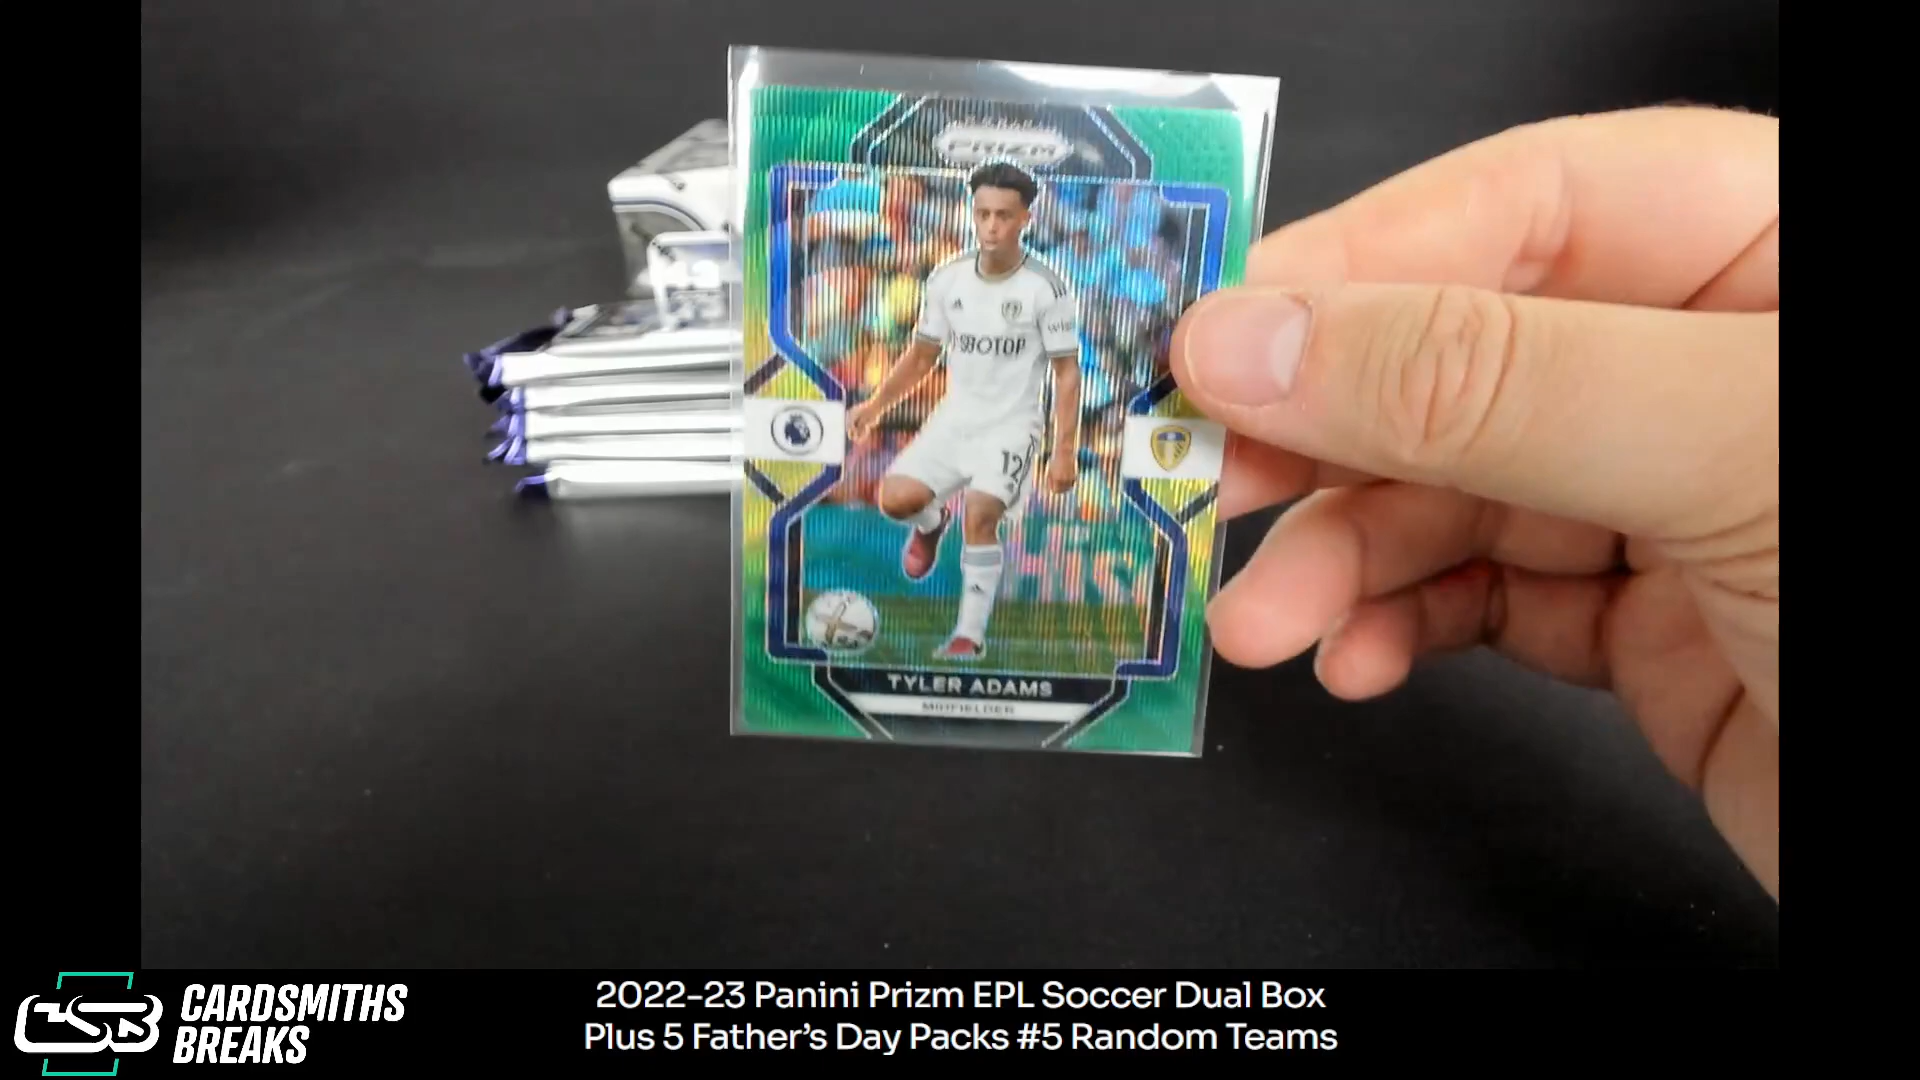 PRIZM
SBOTOP
12
TYLER ADAMS
MIDFIELDER
CSB
CARDSMITHS
BREAKS
2022-23 Panini Prizm EPL Soccer Dual Box
Plus 5 Father's Day Packs #5 Random Teams